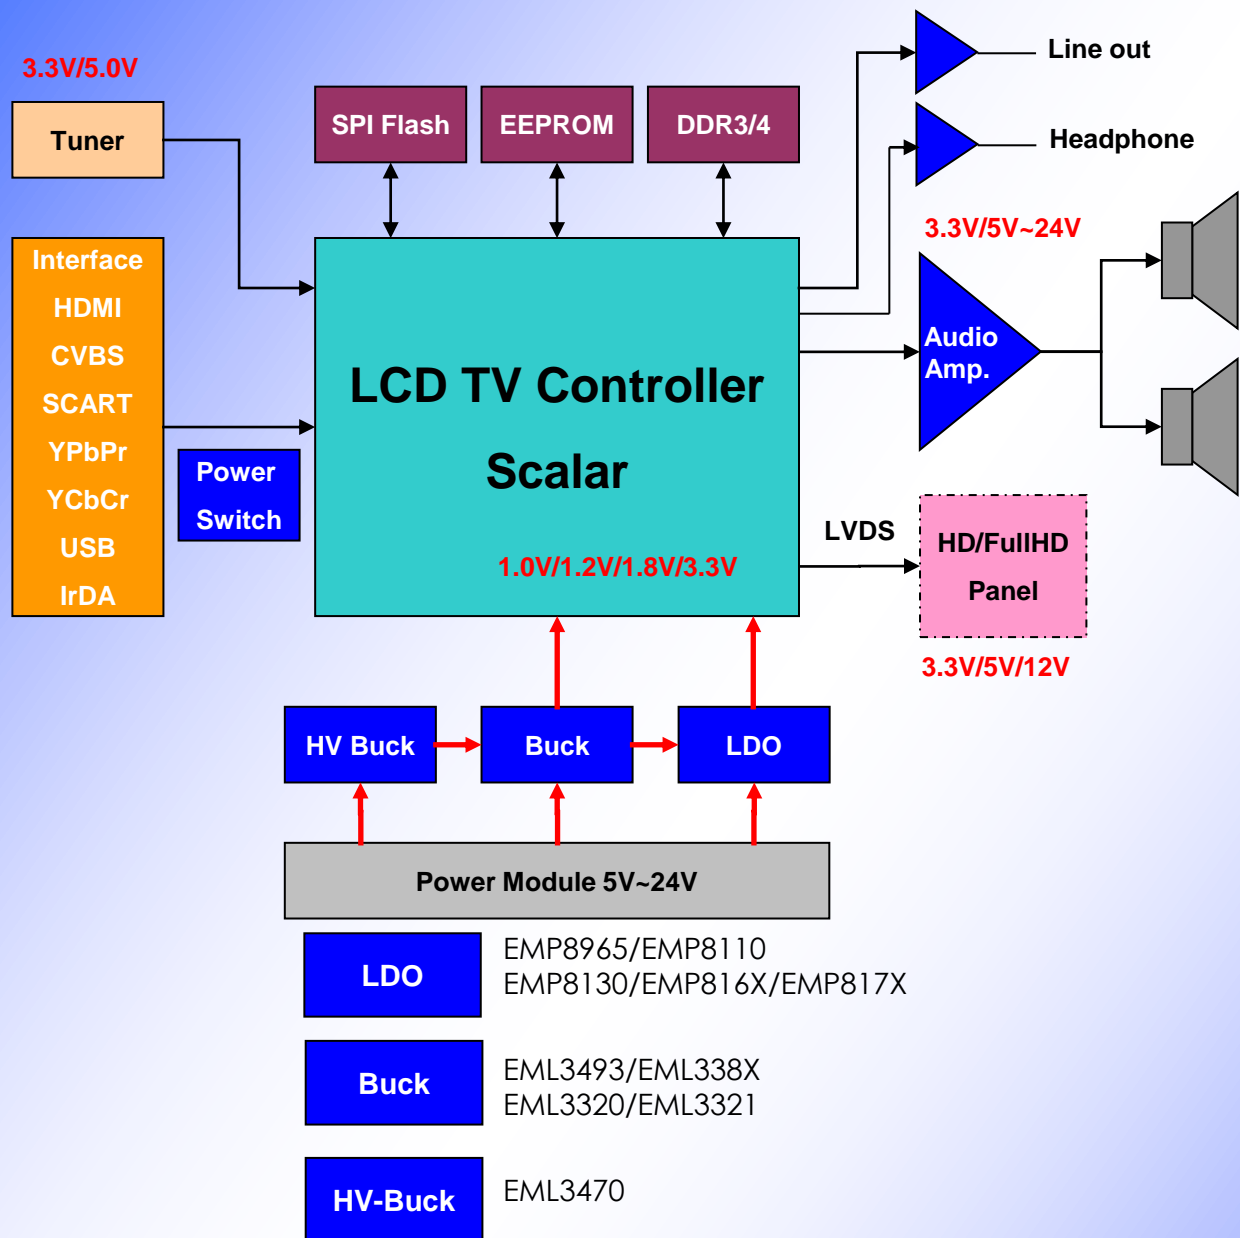 3.3V/5.0V
Tuner
SPI Flash
EEPROM
DDR3/4
Line out
Headphone
Interface
HDMI
CVBS
SCART
YPbPr
YCbCr
USB
IrDA
Power
Switch
LCD TV Controller
Scalar
1.0V/1.2V/1.8V/3.3V
3.3V/5V~24V
Audio
Amp.
LVDS
HD/FullHD
Panel
3.3V/5V/12V
HV Buck
Buck
LDO
Power Module 5V~24V
LDO
EMP8965/EMP8110
EMP8130/EMP816X/EMP817X
Buck
EML3493/EML338X
EML3320/EML3321
HV-Buck
EML3470